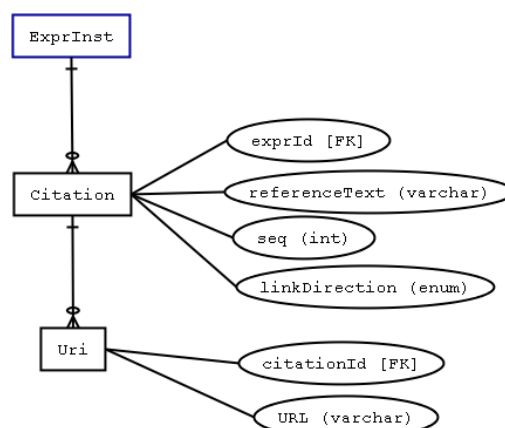 ExprInst
exprId [FK]
Citation
referenceText (varchar)
seq (int)
linkDirection (enum)
Uri
citationId [FK]
URL (varchar)